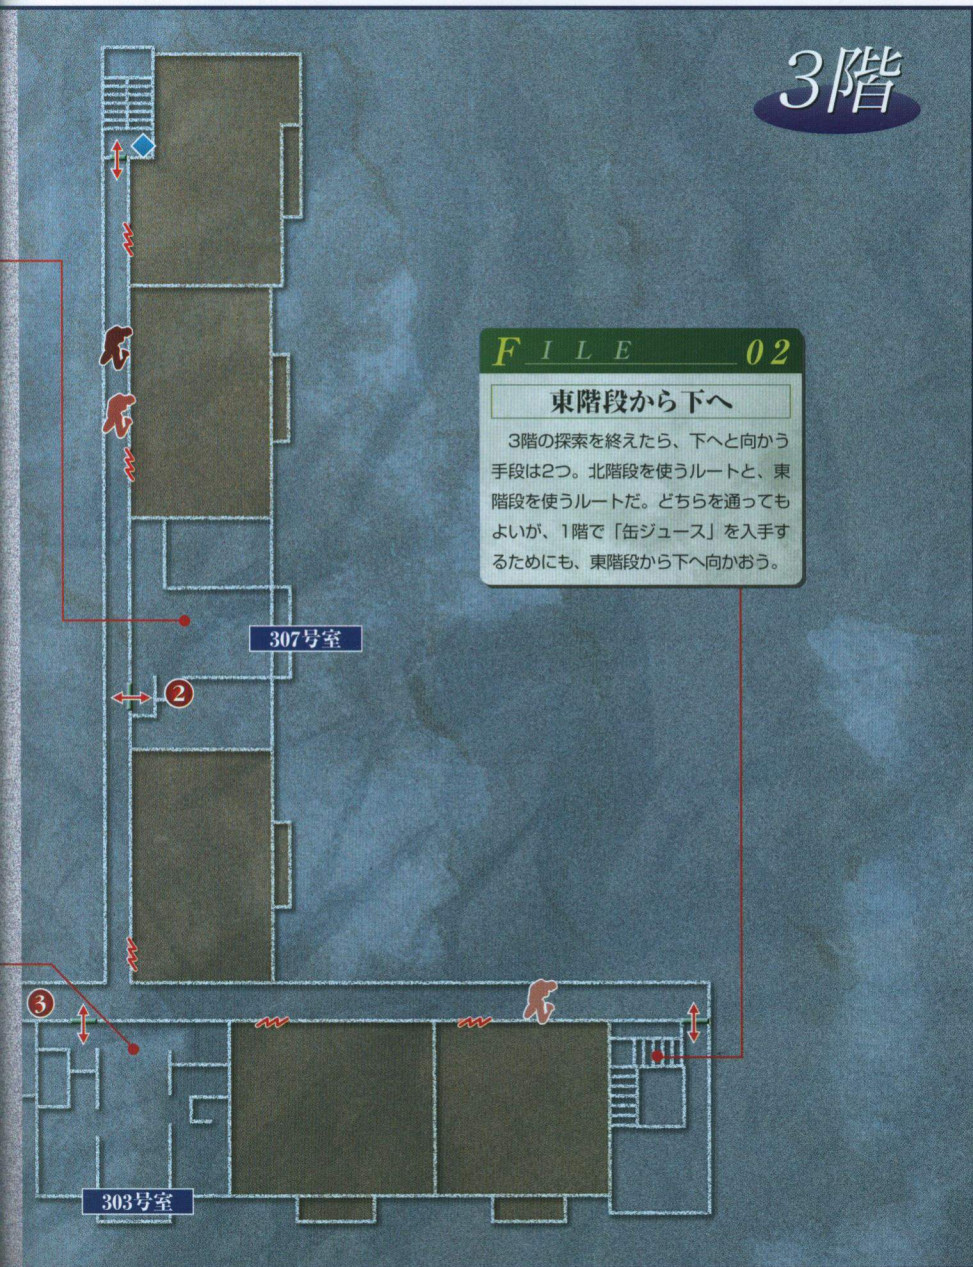 3階
FILE 02
東階段から下へ
3階の探索を終えたら、下へと向かう
手段は2つ。北階段を使うルートと、東
階段を使うルートだ。どちらを通っても
よいが、1階で「缶ジュース」を入手す
るためにも、東階段から下へ向かおう。
307号室
2
3
303号室